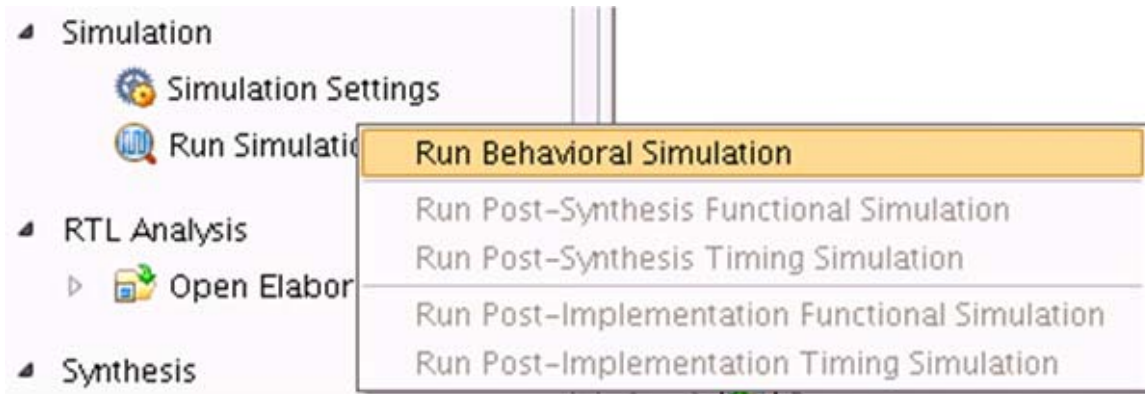 Simulation
Simulation Settings
Run Simulatio
Run Behavioral Simulation
Run Post-Synthesis Functional Simulation
Run Post-Synthesis Timing Simulation
Run Post-Implementation Functional Simulation
Run Post-Implementation Timing Simulation
RTL Analysis
Open Elabor
Synthesis